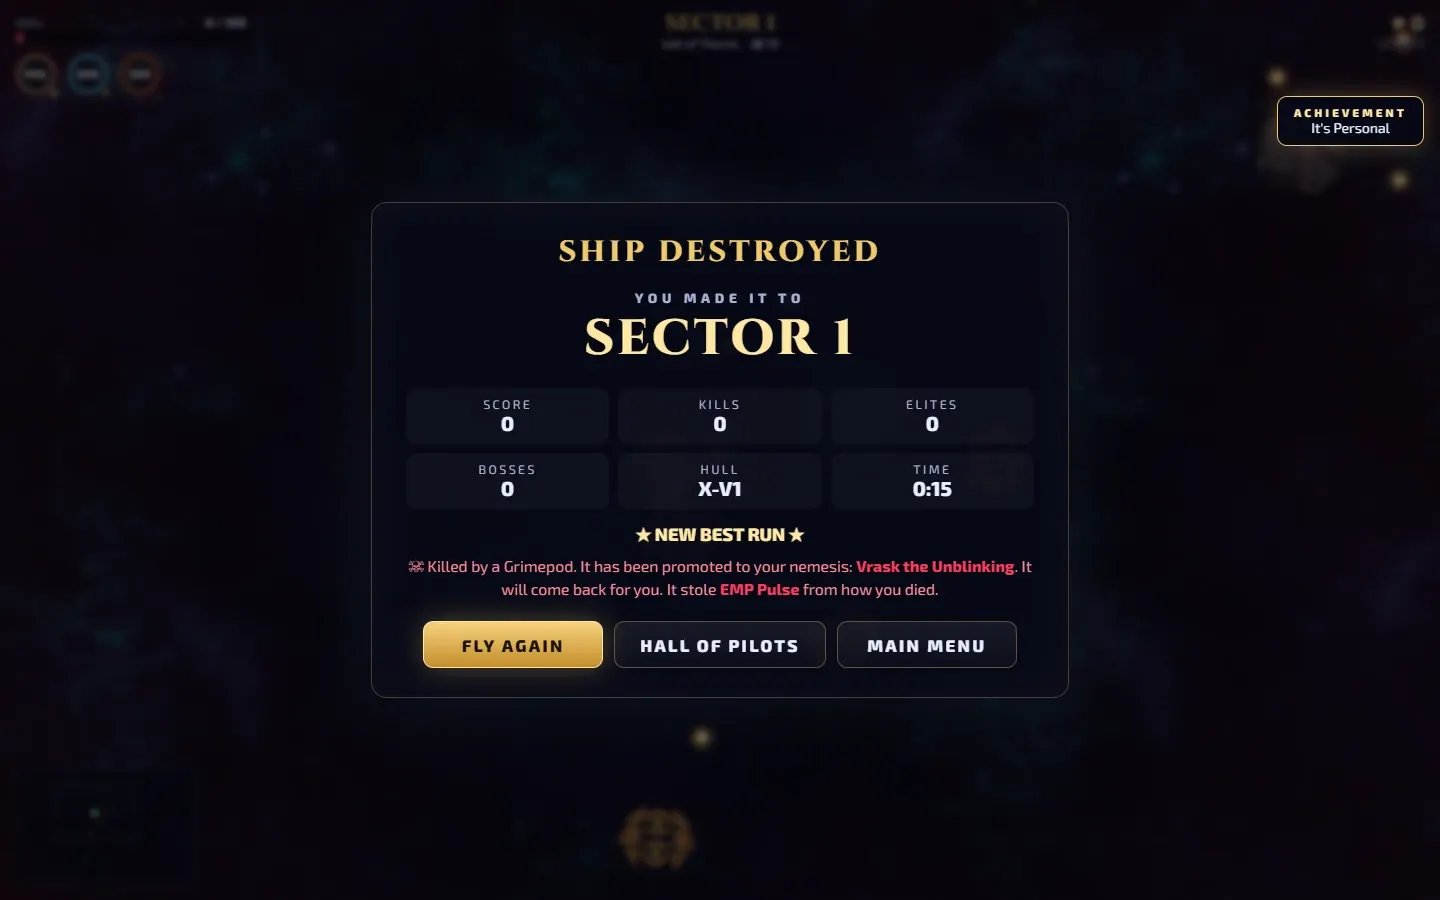 SECTOR 1
ACHIEVEMENT
It's Personal
SHIP DESTROYED
YOU MADE IT TO
SECTOR 1
SCORE
0
KILLS
0
ELITES
0
BOSSES
0
HULL
X-V1
TIME
0:15
★ NEW BEST RUN ★
☠ Killed by a Grimepod. It has been promoted to your nemesis: Vrask the Unblinking. It
will come back for you. It stole EMP Pulse from how you died.
FLY AGAIN
HALL OF PILOTS
MAIN MENU